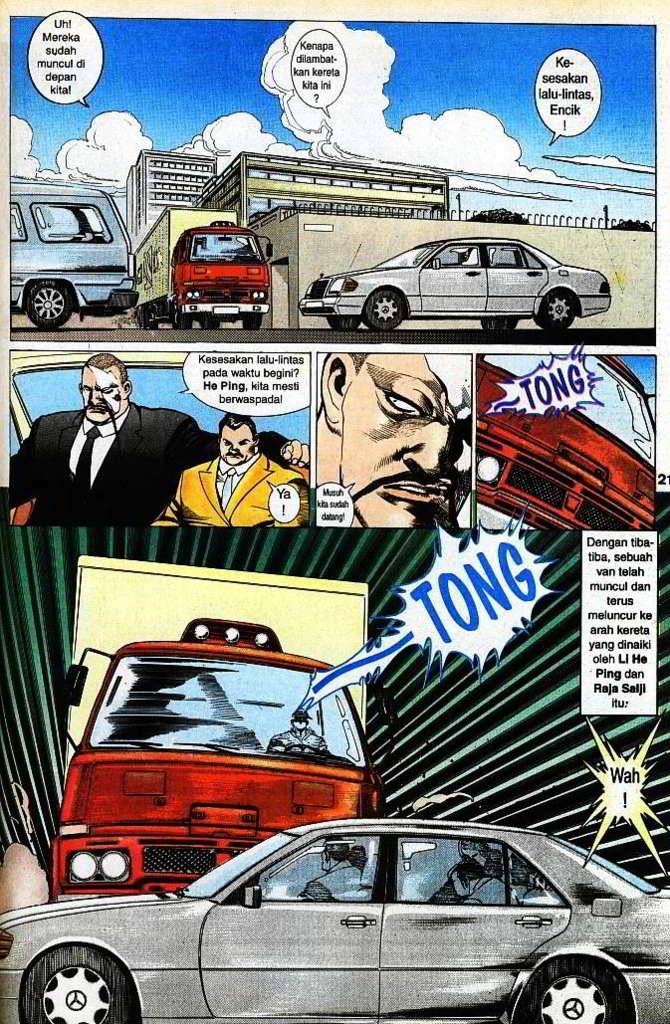 Uh!
Mereka
sudah
muncul di
depan
kita!
Kenapa
dilambat-
kan kereta
kita ini
?
Ke-
sesakan
lalu-lintas,
Encik
!
Kesesakan lalu-lintas
pada waktu begini?
He Ping, kita mesti
berwaspada!
Ya
!
Musuh
kita sudah
datang!
TONG
21
Dengan tiba-
tiba, sebuah
van telah
muncul dan
terus
meluncur ke
arah kereta
yang dinaiki
oleh Li He
Ping dan
Raja Saiji
itu:
TONG
Wah
!